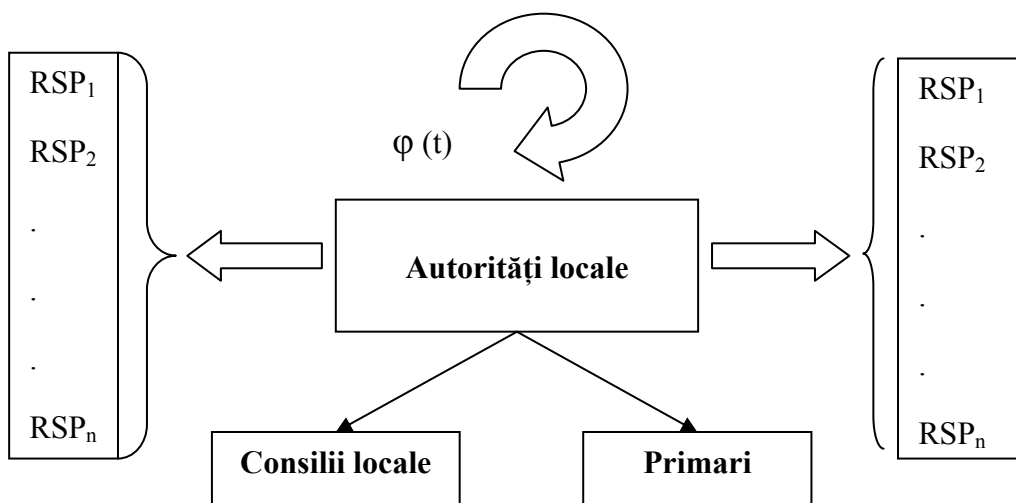 RSP₁
RSP₂
.
.
.
RSPₙ
φ (t)
Autorități locale
Consilii locale
Primari
RSP₁
RSP₂
.
.
.
RSPₙ